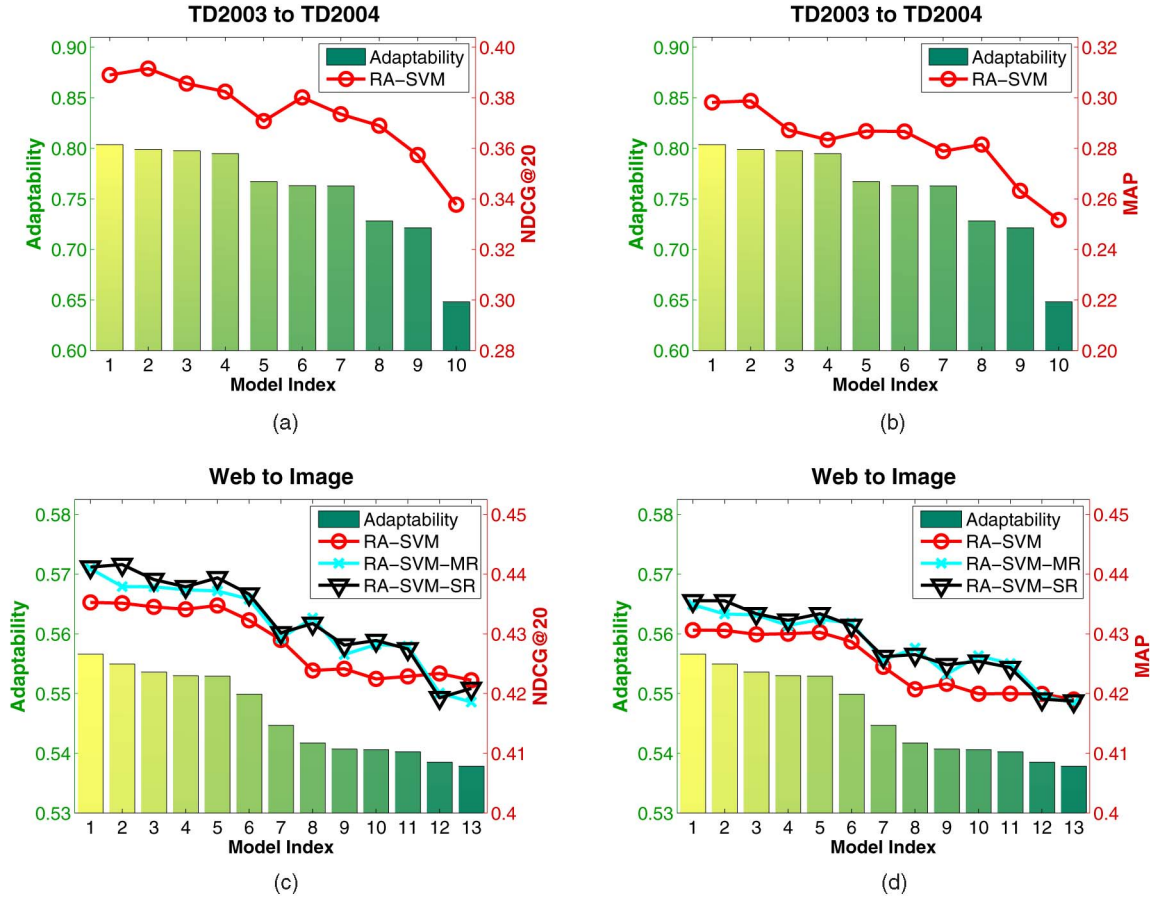 TD2003 to TD2004
0.90
0.85
0.80
0.75
0.70
0.65
0.60
Adaptability
Adaptability
RA-SVM
0.40
0.38
0.36
0.34
0.32
0.30
0.28
NDCG@20
1 2 3 4 5 6 7 8 9 10
Model Index
(a)
TD2003 to TD2004
0.90
0.85
0.80
0.75
0.70
0.65
0.60
Adaptability
Adaptability
RA-SVM
0.32
0.30
0.28
0.26
0.24
0.22
0.20
MAP
1 2 3 4 5 6 7 8 9 10
Model Index
(b)
Web to Image
0.58
0.57
0.56
0.55
0.54
0.53
Adaptability
Adaptability
RA-SVM
RA-SVM-MR
RA-SVM-SR
0.45
0.44
0.43
0.42
0.41
0.4
NDCG@20
1 2 3 4 5 6 7 8 9 10 11 12 13
Model Index
(c)
Web to Image
0.58
0.57
0.56
0.55
0.54
0.53
Adaptability
Adaptability
RA-SVM
RA-SVM-MR
RA-SVM-SR
0.45
0.44
0.43
0.42
0.41
0.4
MAP
1 2 3 4 5 6 7 8 9 10 11 12 13
Model Index
(d)